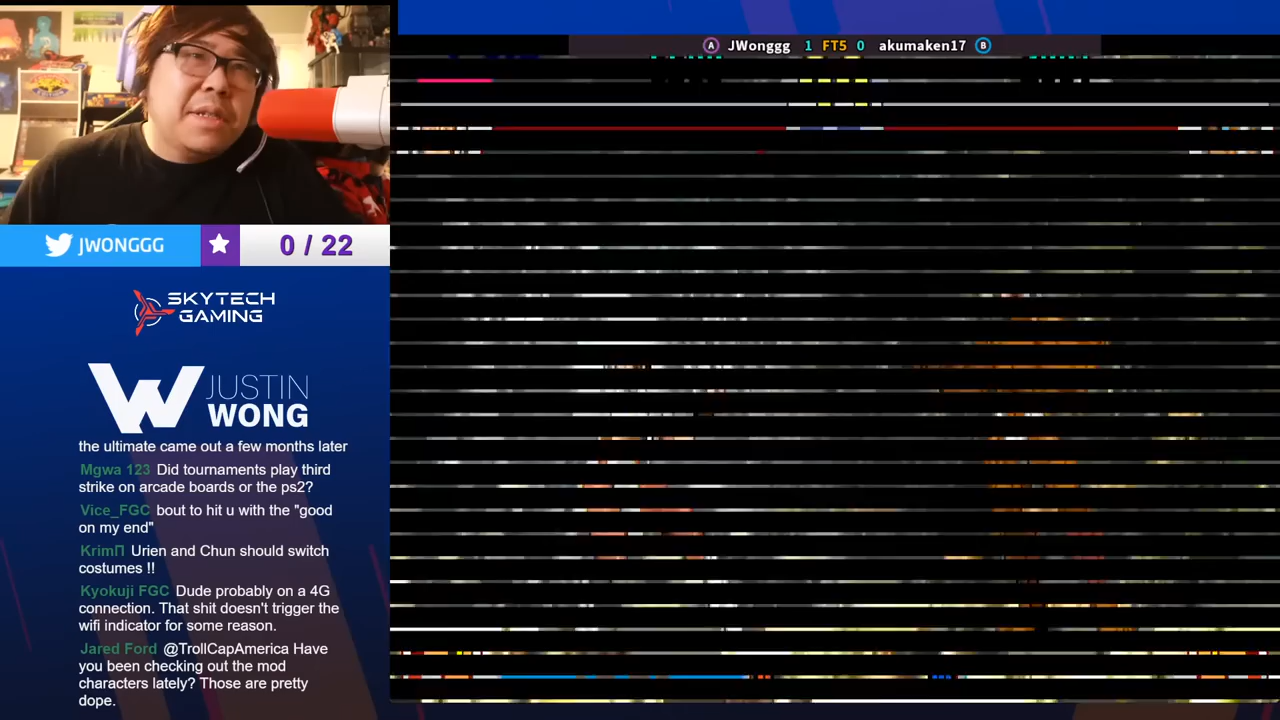 JWonggg 1 FT5 0 akumaken17
JWONGGG
0 / 22
SKYTECH
GAMING
JUSTIN
WONG
the ultimate came out a few months later
Mgwa 123 Did tournaments play third
strike on arcade boards or the ps2?
Vice_FGC bout to hit u with the "good
on my end"
KrimП Urien and Chun should switch
costumes !!
Kyokuji FGC Dude probably on a 4G
connection. That shit doesn't trigger the
wifi indicator for some reason.
Jared Ford @TrollCapAmerica Have
you been checking out the mod
characters lately? Those are pretty
dope.